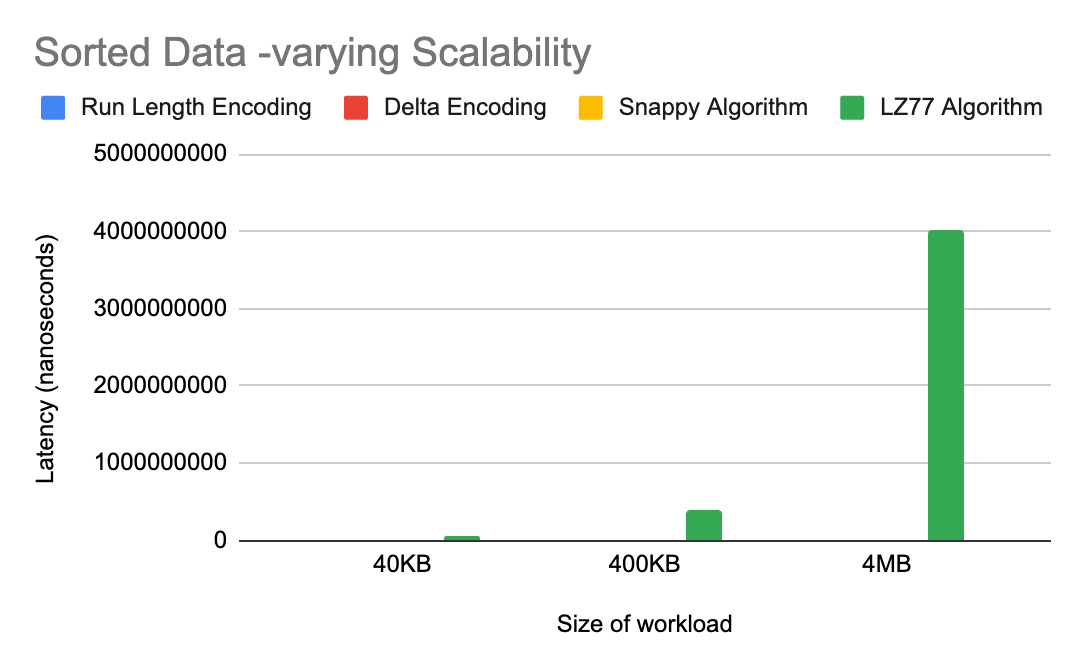 Sorted Data -varying Scalability
Run Length Encoding
Delta Encoding
Snappy Algorithm
LZ77 Algorithm
5000000000
4000000000
3000000000
2000000000
1000000000
0
Latency (nanoseconds)
40KB
400KB
4MB
Size of workload